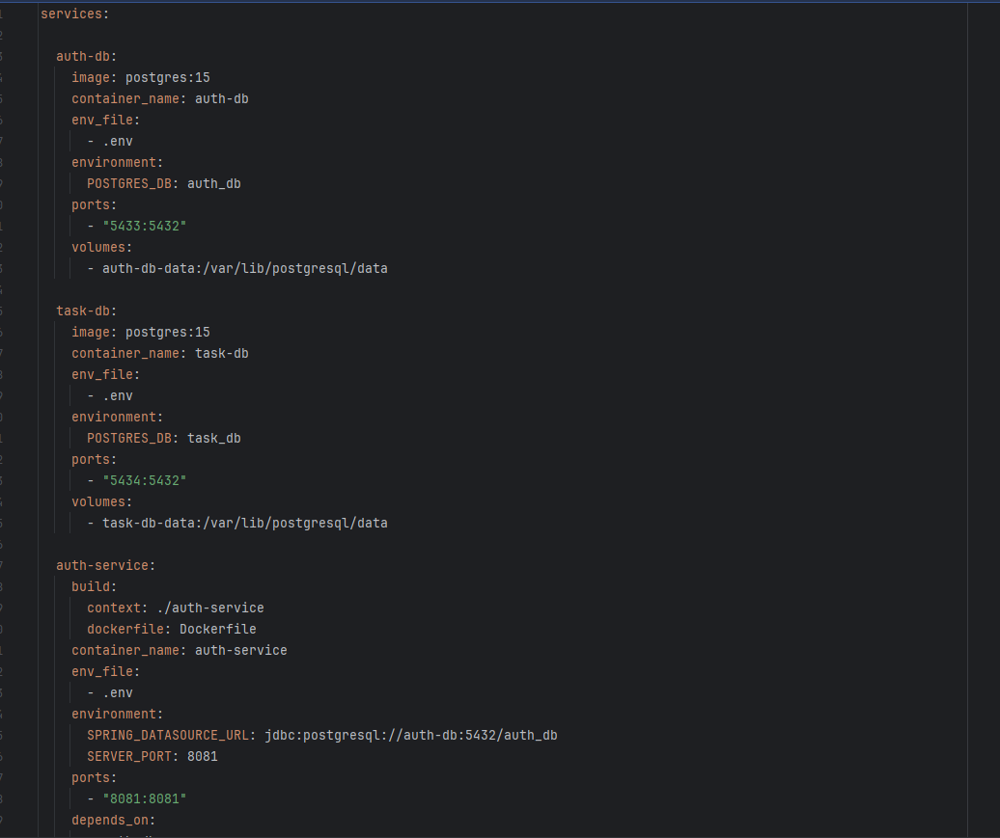 services:
auth-db:
image: postgres:15
container_name: auth-db
env_file:
- .env
environment:
POSTGRES_DB: auth_db
ports:
- "5433:5432"
volumes:
- auth-db-data:/var/lib/postgresql/data
task-db:
image: postgres:15
container_name: task-db
env_file:
- .env
environment:
POSTGRES_DB: task_db
ports:
- "5434:5432"
volumes:
- task-db-data:/var/lib/postgresql/data
auth-service:
build:
context: ./auth-service
dockerfile: Dockerfile
container_name: auth-service
env_file:
- .env
environment:
SPRING_DATASOURCE_URL: jdbc:postgresql://auth-db:5432/auth_db
SERVER_PORT: 8081
ports:
- "8081:8081"
depends_on: